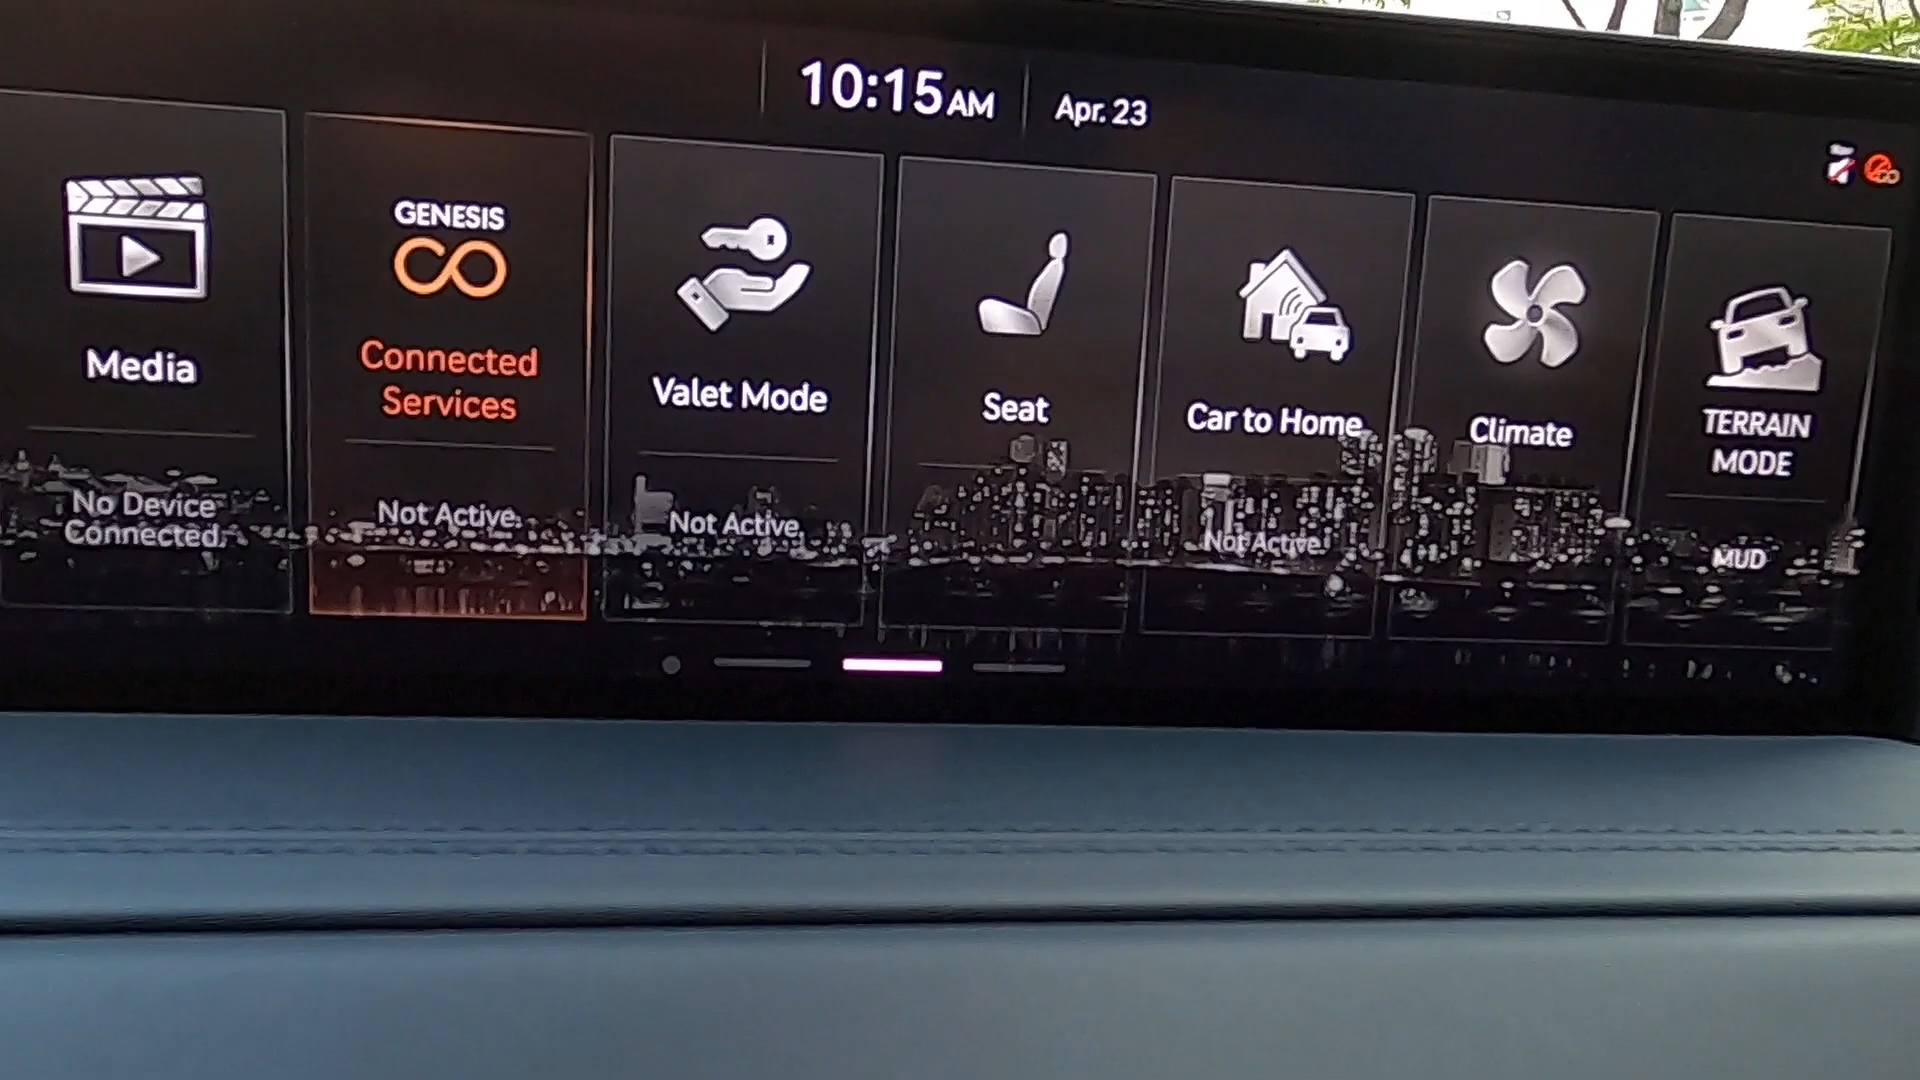 10:15 AM
Apr. 23
Media
No Device
Connected.
GENESIS
Connected
Services
Not Active.
Valet Mode
Not Active.
Seat
Car to Home
Not Active.
Climate
TERRAIN
MODE
MUD